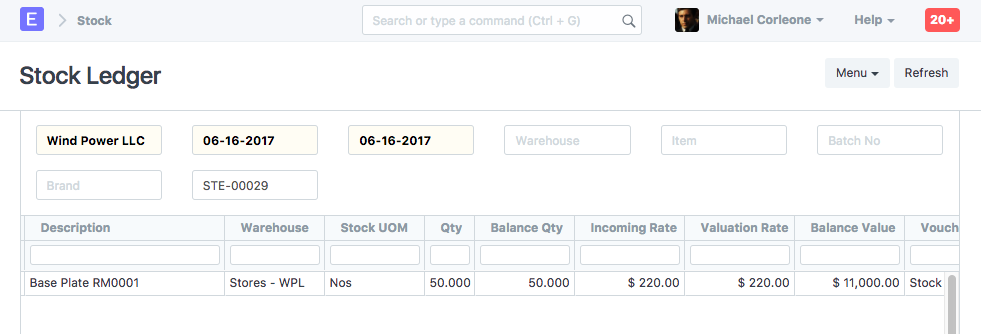 E Stock Search or type a command (Ctrl + G) Michael Corleone Help 20+
Stock Ledger Menu Refresh
Wind Power LLC 06-16-2017 06-16-2017 Warehouse Item Batch No
Brand STE-00029
Description Warehouse Stock UOM Qty Balance Qty Incoming Rate Valuation Rate Balance Value Vouch
Base Plate RM0001 Stores - WPL Nos 50.000 50.000 $ 220.00 $ 220.00 $ 11,000.00 Stock